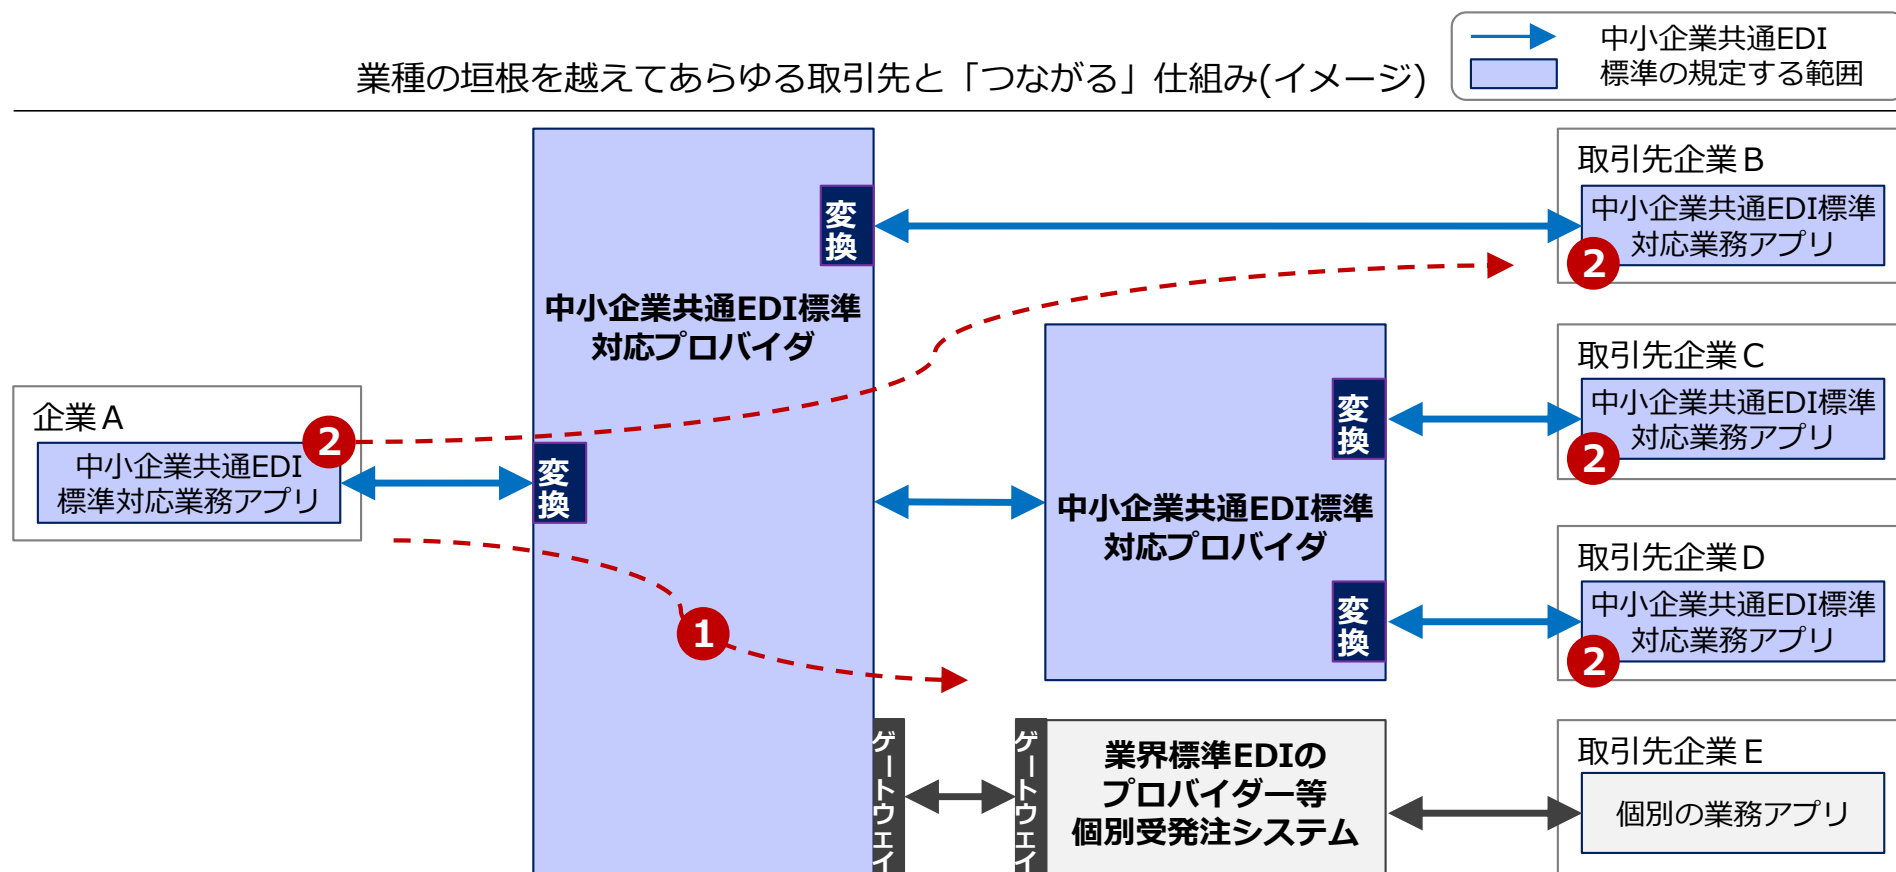 業種の垣根を越えてあらゆる取引先と「つながる」仕組み(イメージ)
中小企業共通EDI
標準の規定する範囲
企業A
中小企業共通EDI
標準対応業務アプリ
2
変換
中小企業共通EDI標準
対応プロバイダ
変換
1
ゲートウェイ
中小企業共通EDI標準
対応プロバイダ
変換
変換
ゲートウェイ
業界標準EDIの
プロバイダー等
個別受発注システム
取引先企業B
中小企業共通EDI標準
対応業務アプリ
2
取引先企業C
中小企業共通EDI標準
対応業務アプリ
2
取引先企業D
中小企業共通EDI標準
対応業務アプリ
2
取引先企業E
個別の業務アプリ